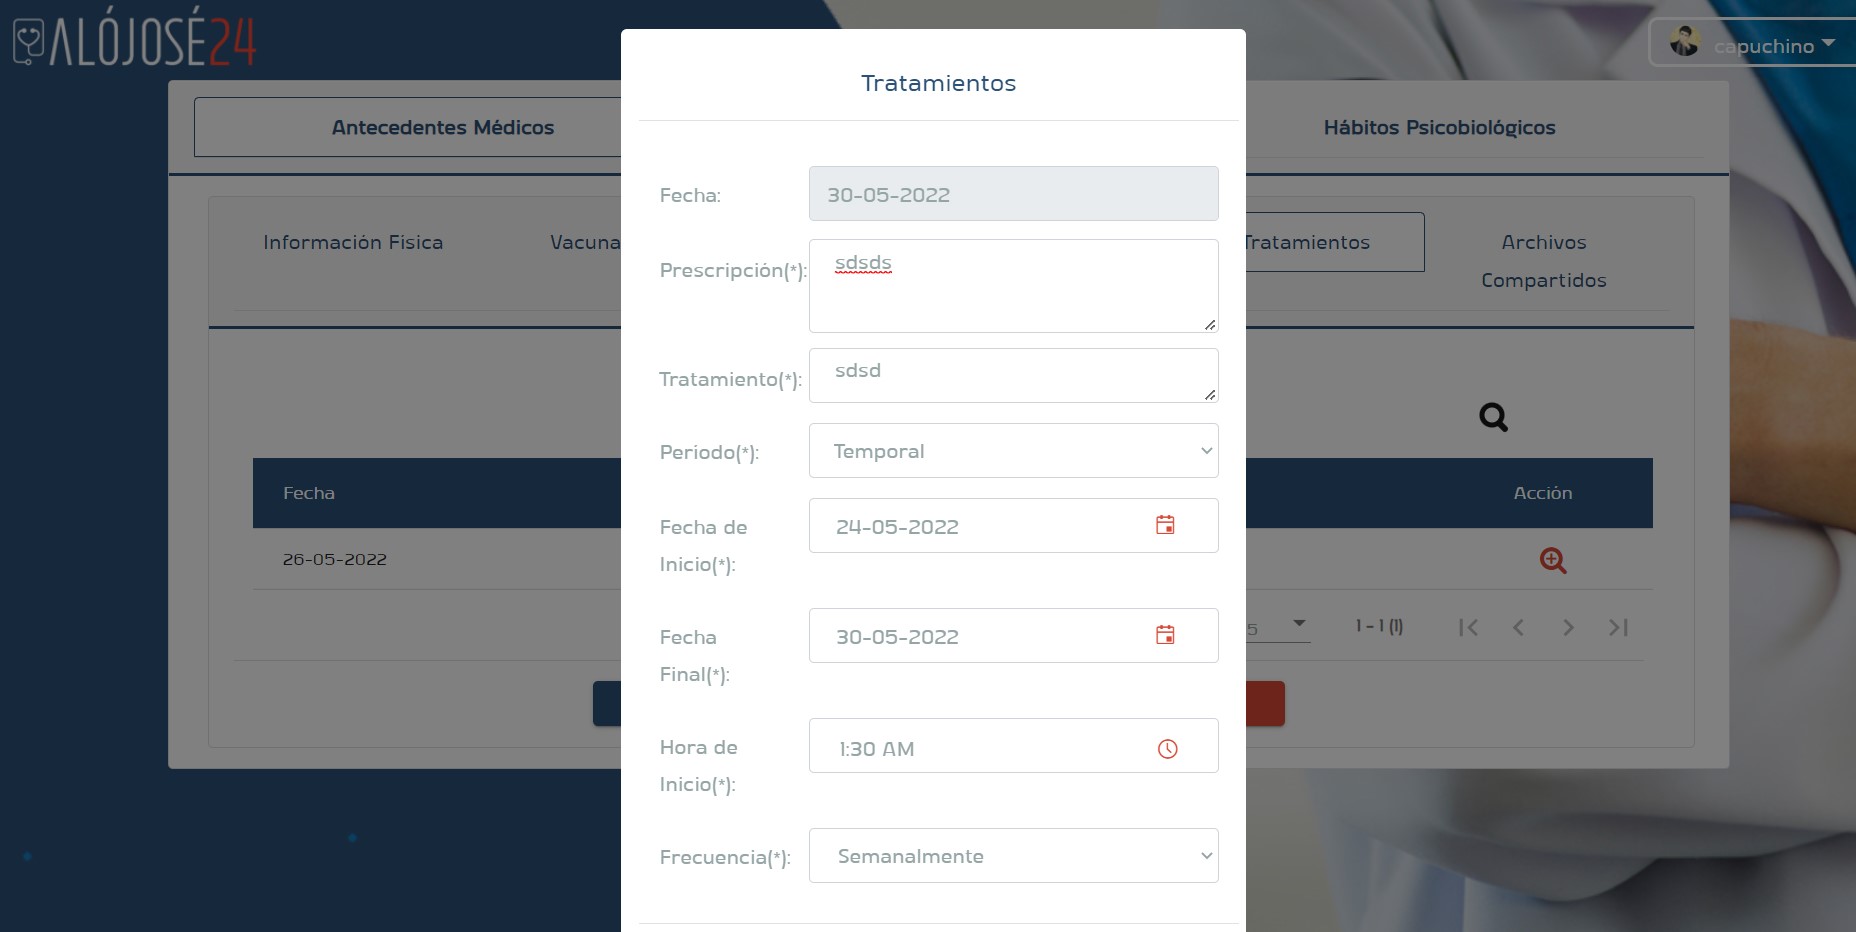 ALÓJOSÉ24
capuchino
Antecedentes Médicos
Hábitos Psicobiológicos
Información Fisica
Vacuna
Tratamientos
Archivos
Compartidos
Fecha
Acción
26-05-2022
5
1 - 1 (1)
Tratamientos
Fecha:
30-05-2022
Prescripción(*):
sdsds
Tratamiento(*):
sdsd
Periodo(*):
Temporal
Fecha de
Inicio(*):
24-05-2022
Fecha
Final(*):
30-05-2022
Hora de
Inicio(*):
1:30 AM
Frecuencia(*):
Semanalmente